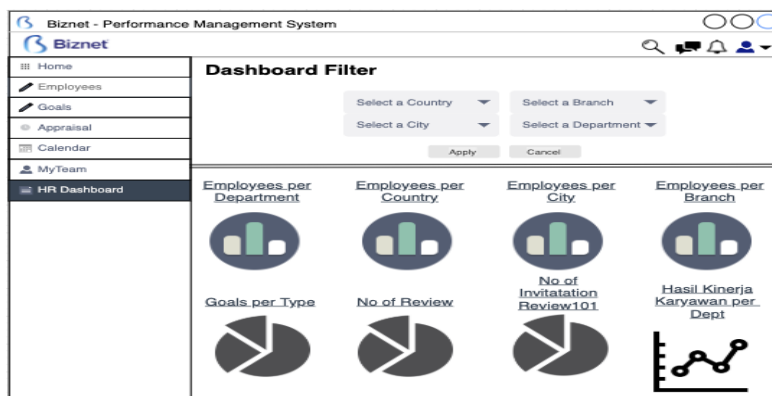 Biznet - Performance Management System
Biznet
Home
Employees
Goals
Appraisal
Calendar
MyTeam
HR Dashboard
Dashboard Filter
Select a Country
Select a Branch
Select a City
Select a Department
Apply
Cancel
Employees per
Department
Employees per
Country
Employees per
City
Employees per
Branch
Goals per Type
No of Review
No of
Invitatation
Review101
Hasil Kinerja
Karyawan per
Dept